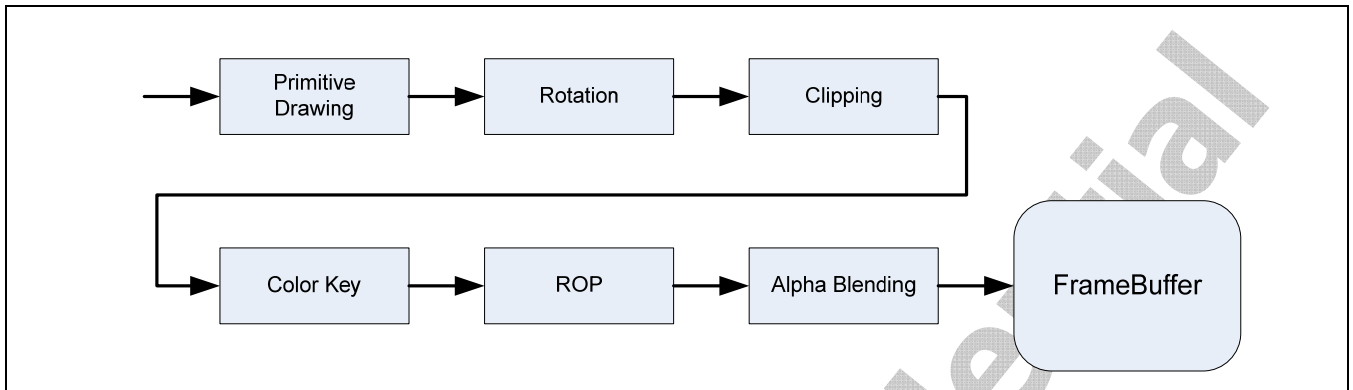 Primitive
Drawing
Rotation
Clipping
Color Key
ROP
Alpha Blending
FrameBuffer